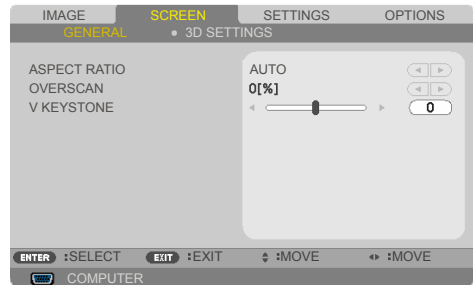 IMAGE SCREEN SETTINGS OPTIONS
GENERAL • 3D SETTINGS
ASPECT RATIO AUTO
OVERSCAN 0[%]
V KEYSTONE 0
ENTER :SELECT EXIT :EXIT :MOVE :MOVE
COMPUTER